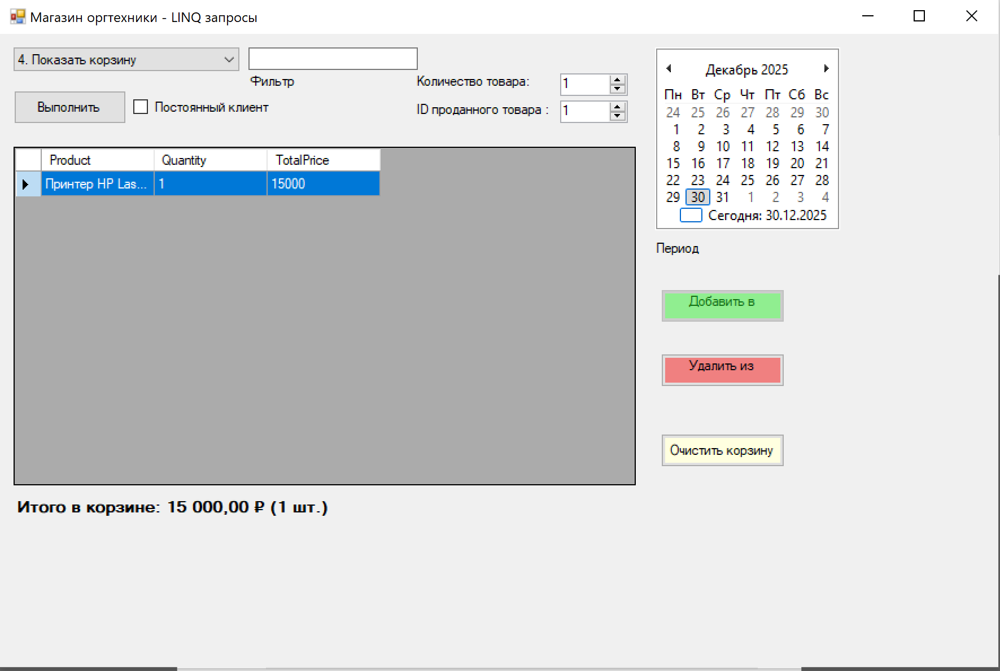 Магазин оргтехники - LINQ запросы
4. Показать корзину
Фильтр
Количество товара: 1
Выполнить
Постоянный клиент
ID проданного товара : 1
Product Quantity TotalPrice
Принтер HP Las... 1 15000
Итого в корзине: 15 000,00 ₽ (1 шт.)
Декабрь 2025
Пн Вт Ср Чт Пт Сб Вс
24 25 26 27 28 29 30
1 2 3 4 5 6 7
8 9 10 11 12 13 14
15 16 17 18 19 20 21
22 23 24 25 26 27 28
29 30 31 1 2 3 4
Сегодня: 30.12.2025
Период
Добавить в
Удалить из
Очистить корзину